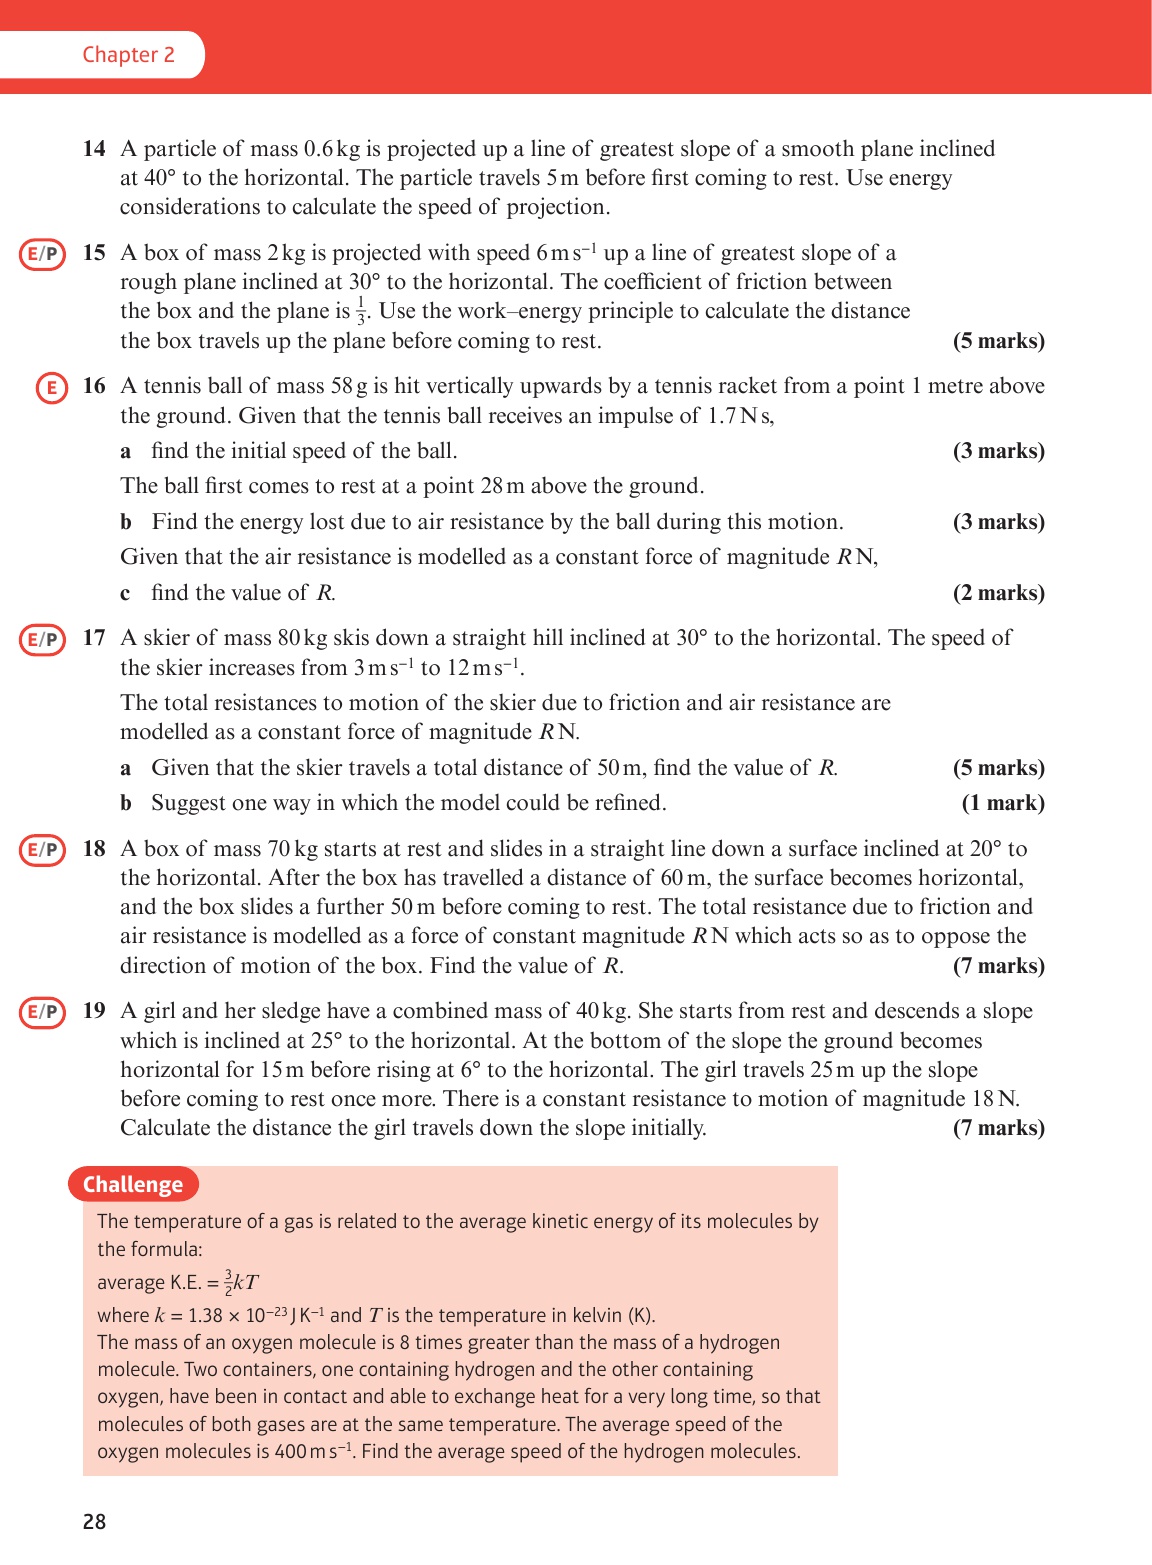 Chapter 2
14 A particle of mass 0.6 kg is projected up a line of greatest slope of a smooth plane inclined
at 40° to the horizontal. The particle travels 5 m before first coming to rest. Use energy
considerations to calculate the speed of projection.
E/P 15 A box of mass 2 kg is projected with speed 6 m s⁻¹ up a line of greatest slope of a
rough plane inclined at 30° to the horizontal. The coefficient of friction between
the box and the plane is 1/3. Use the work–energy principle to calculate the distance
the box travels up the plane before coming to rest. (5 marks)
E 16 A tennis ball of mass 58 g is hit vertically upwards by a tennis racket from a point 1 metre above
the ground. Given that the tennis ball receives an impulse of 1.7 N s,
a find the initial speed of the ball. (3 marks)
The ball first comes to rest at a point 28 m above the ground.
b Find the energy lost due to air resistance by the ball during this motion. (3 marks)
Given that the air resistance is modelled as a constant force of magnitude R N,
c find the value of R. (2 marks)
E/P 17 A skier of mass 80 kg skis down a straight hill inclined at 30° to the horizontal. The speed of
the skier increases from 3 m s⁻¹ to 12 m s⁻¹.
The total resistances to motion of the skier due to friction and air resistance are
modelled as a constant force of magnitude R N.
a Given that the skier travels a total distance of 50 m, find the value of R. (5 marks)
b Suggest one way in which the model could be refined. (1 mark)
E/P 18 A box of mass 70 kg starts at rest and slides in a straight line down a surface inclined at 20° to
the horizontal. After the box has travelled a distance of 60 m, the surface becomes horizontal,
and the box slides a further 50 m before coming to rest. The total resistance due to friction and
air resistance is modelled as a force of constant magnitude R N which acts so as to oppose the
direction of motion of the box. Find the value of R. (7 marks)
E/P 19 A girl and her sledge have a combined mass of 40 kg. She starts from rest and descends a slope
which is inclined at 25° to the horizontal. At the bottom of the slope the ground becomes
horizontal for 15 m before rising at 6° to the horizontal. The girl travels 25 m up the slope
before coming to rest once more. There is a constant resistance to motion of magnitude 18 N.
Calculate the distance the girl travels down the slope initially. (7 marks)
Challenge
The temperature of a gas is related to the average kinetic energy of its molecules by
the formula:
average K.E. = 3/2 kT
where k = 1.38 × 10⁻²³ J K⁻¹ and T is the temperature in kelvin (K).
The mass of an oxygen molecule is 8 times greater than the mass of a hydrogen
molecule. Two containers, one containing hydrogen and the other containing
oxygen, have been in contact and able to exchange heat for a very long time, so that
molecules of both gases are at the same temperature. The average speed of the
oxygen molecules is 400 m s⁻¹. Find the average speed of the hydrogen molecules.
28